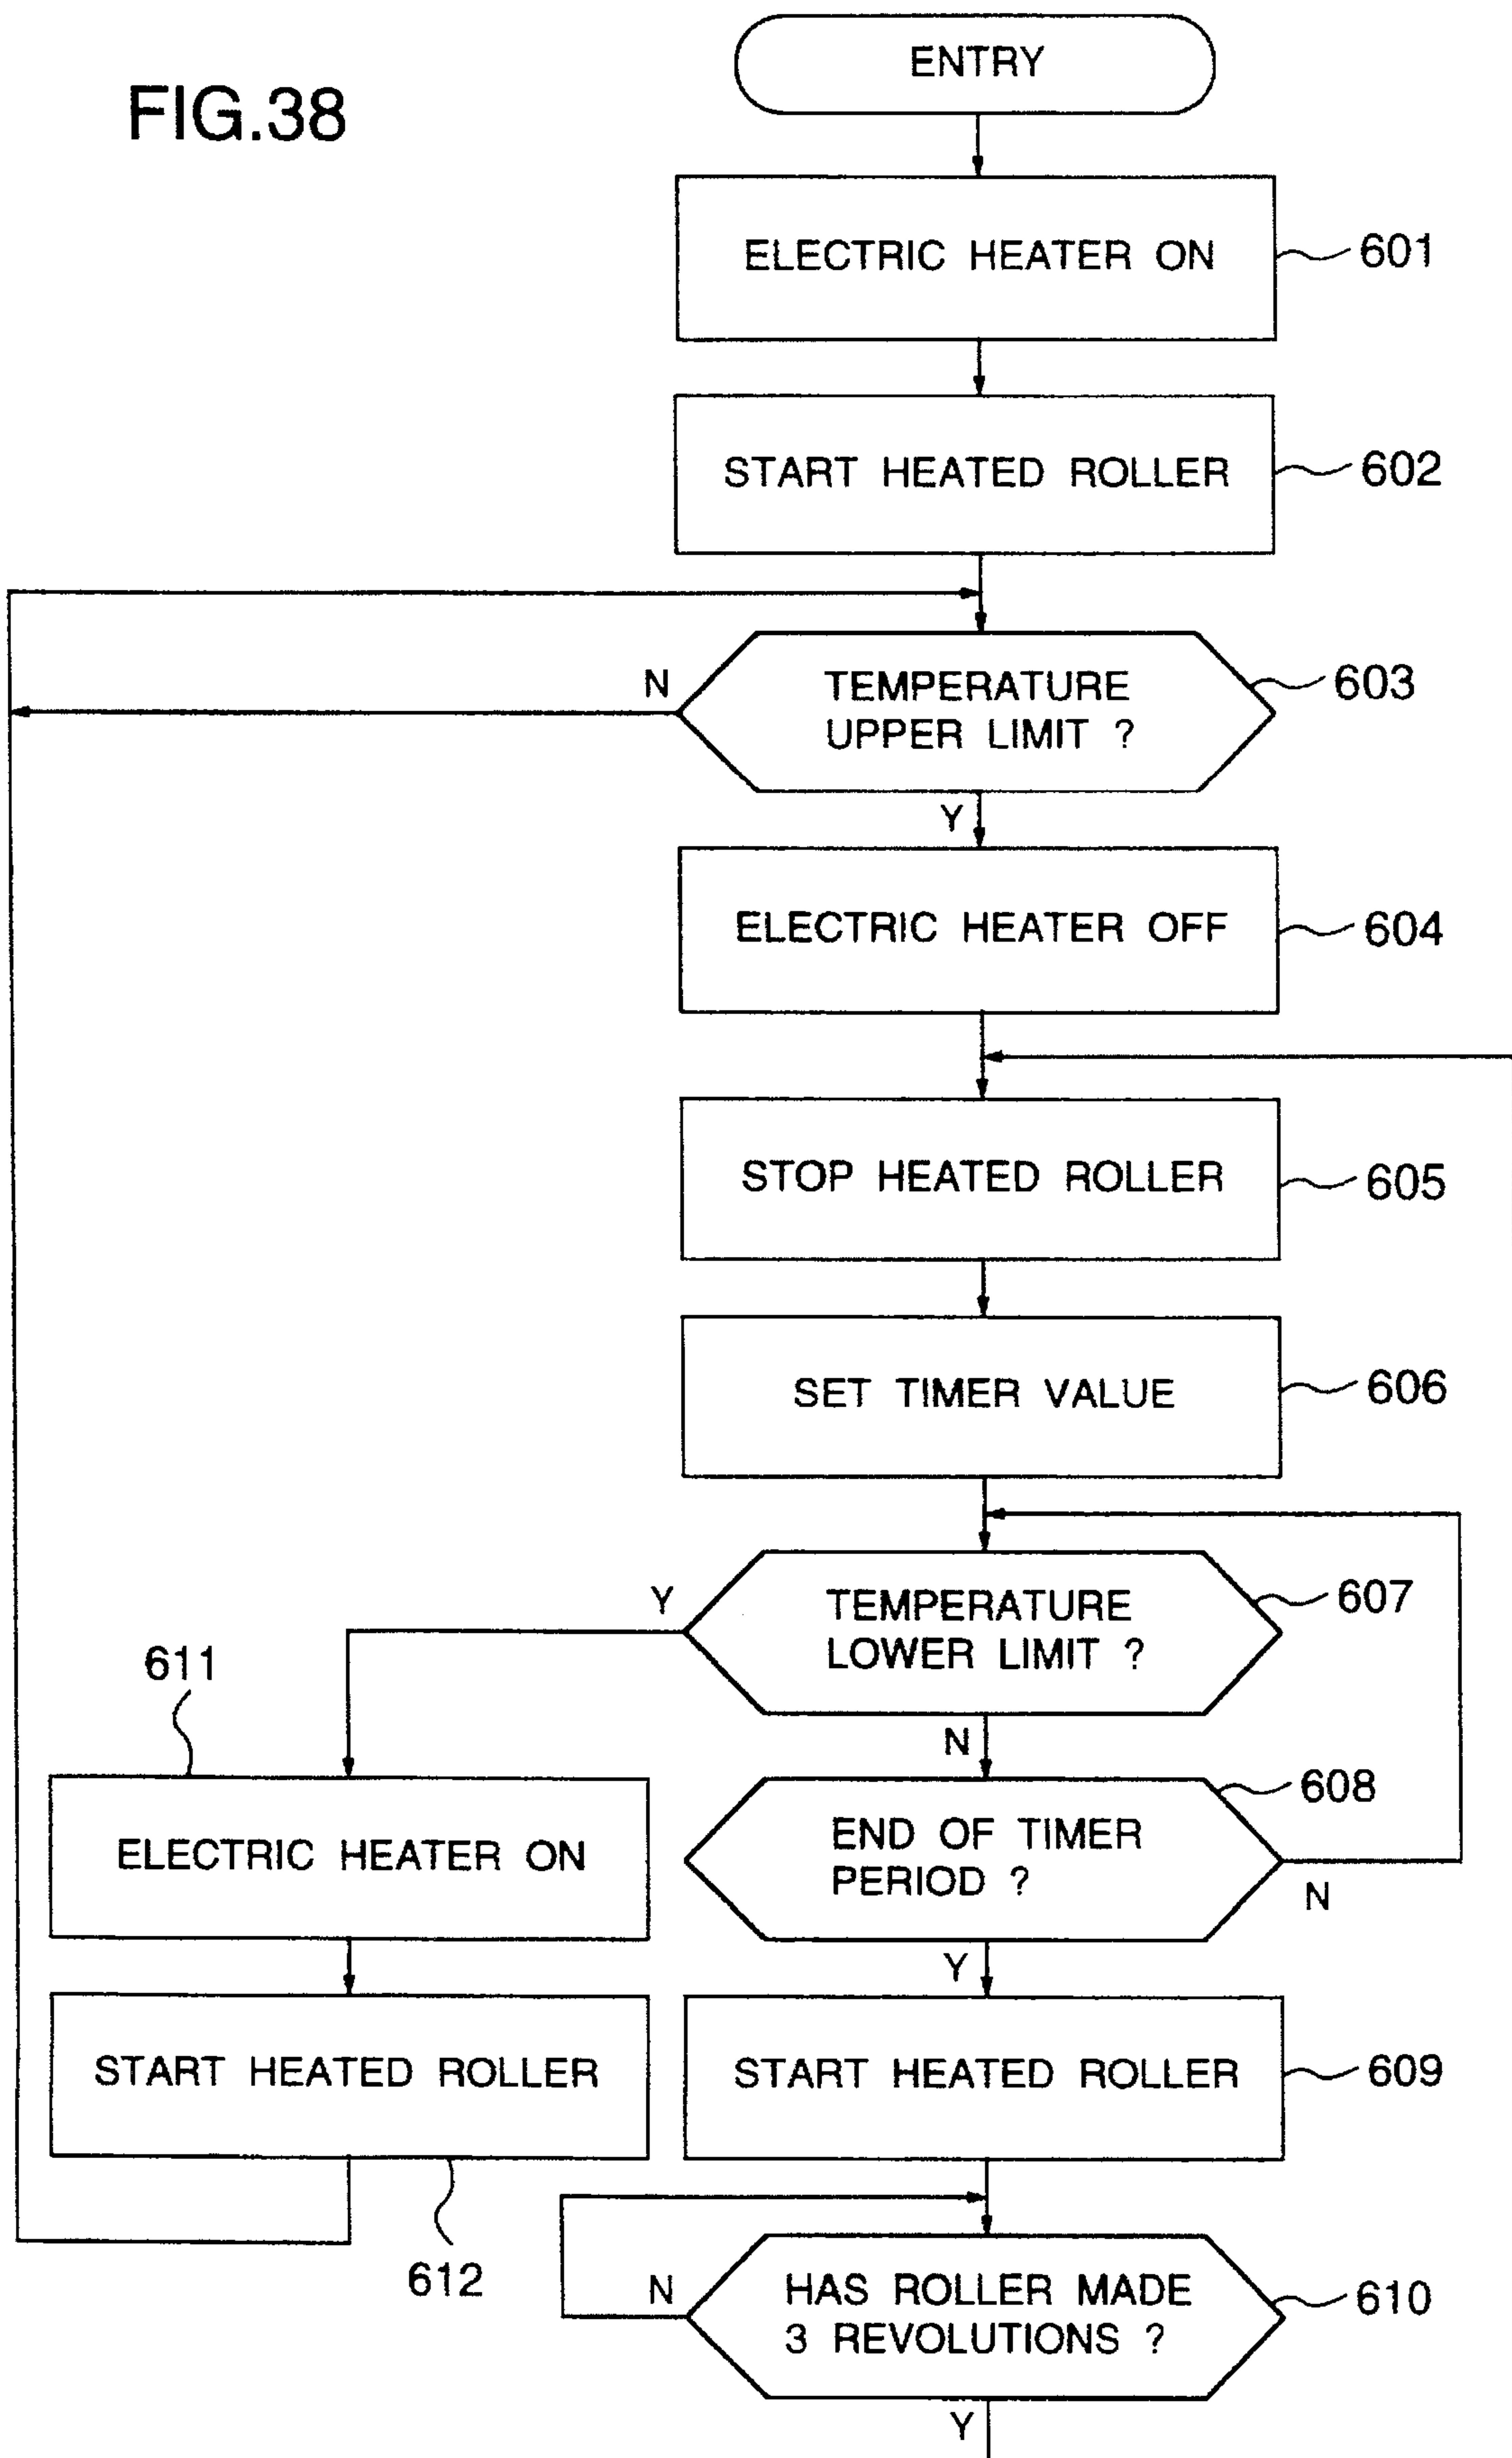 FIG.38
ENTRY
ELECTRIC HEATER ON
601
START HEATED ROLLER
602
N
TEMPERATURE
UPPER LIMIT ?
603
Y
ELECTRIC HEATER OFF
604
STOP HEATED ROLLER
605
SET TIMER VALUE
606
Y
TEMPERATURE
LOWER LIMIT ?
607
N
611
ELECTRIC HEATER ON
END OF TIMER
PERIOD ?
608
N
Y
START HEATED ROLLER
612
START HEATED ROLLER
609
N
HAS ROLLER MADE
3 REVOLUTIONS ?
610
Y